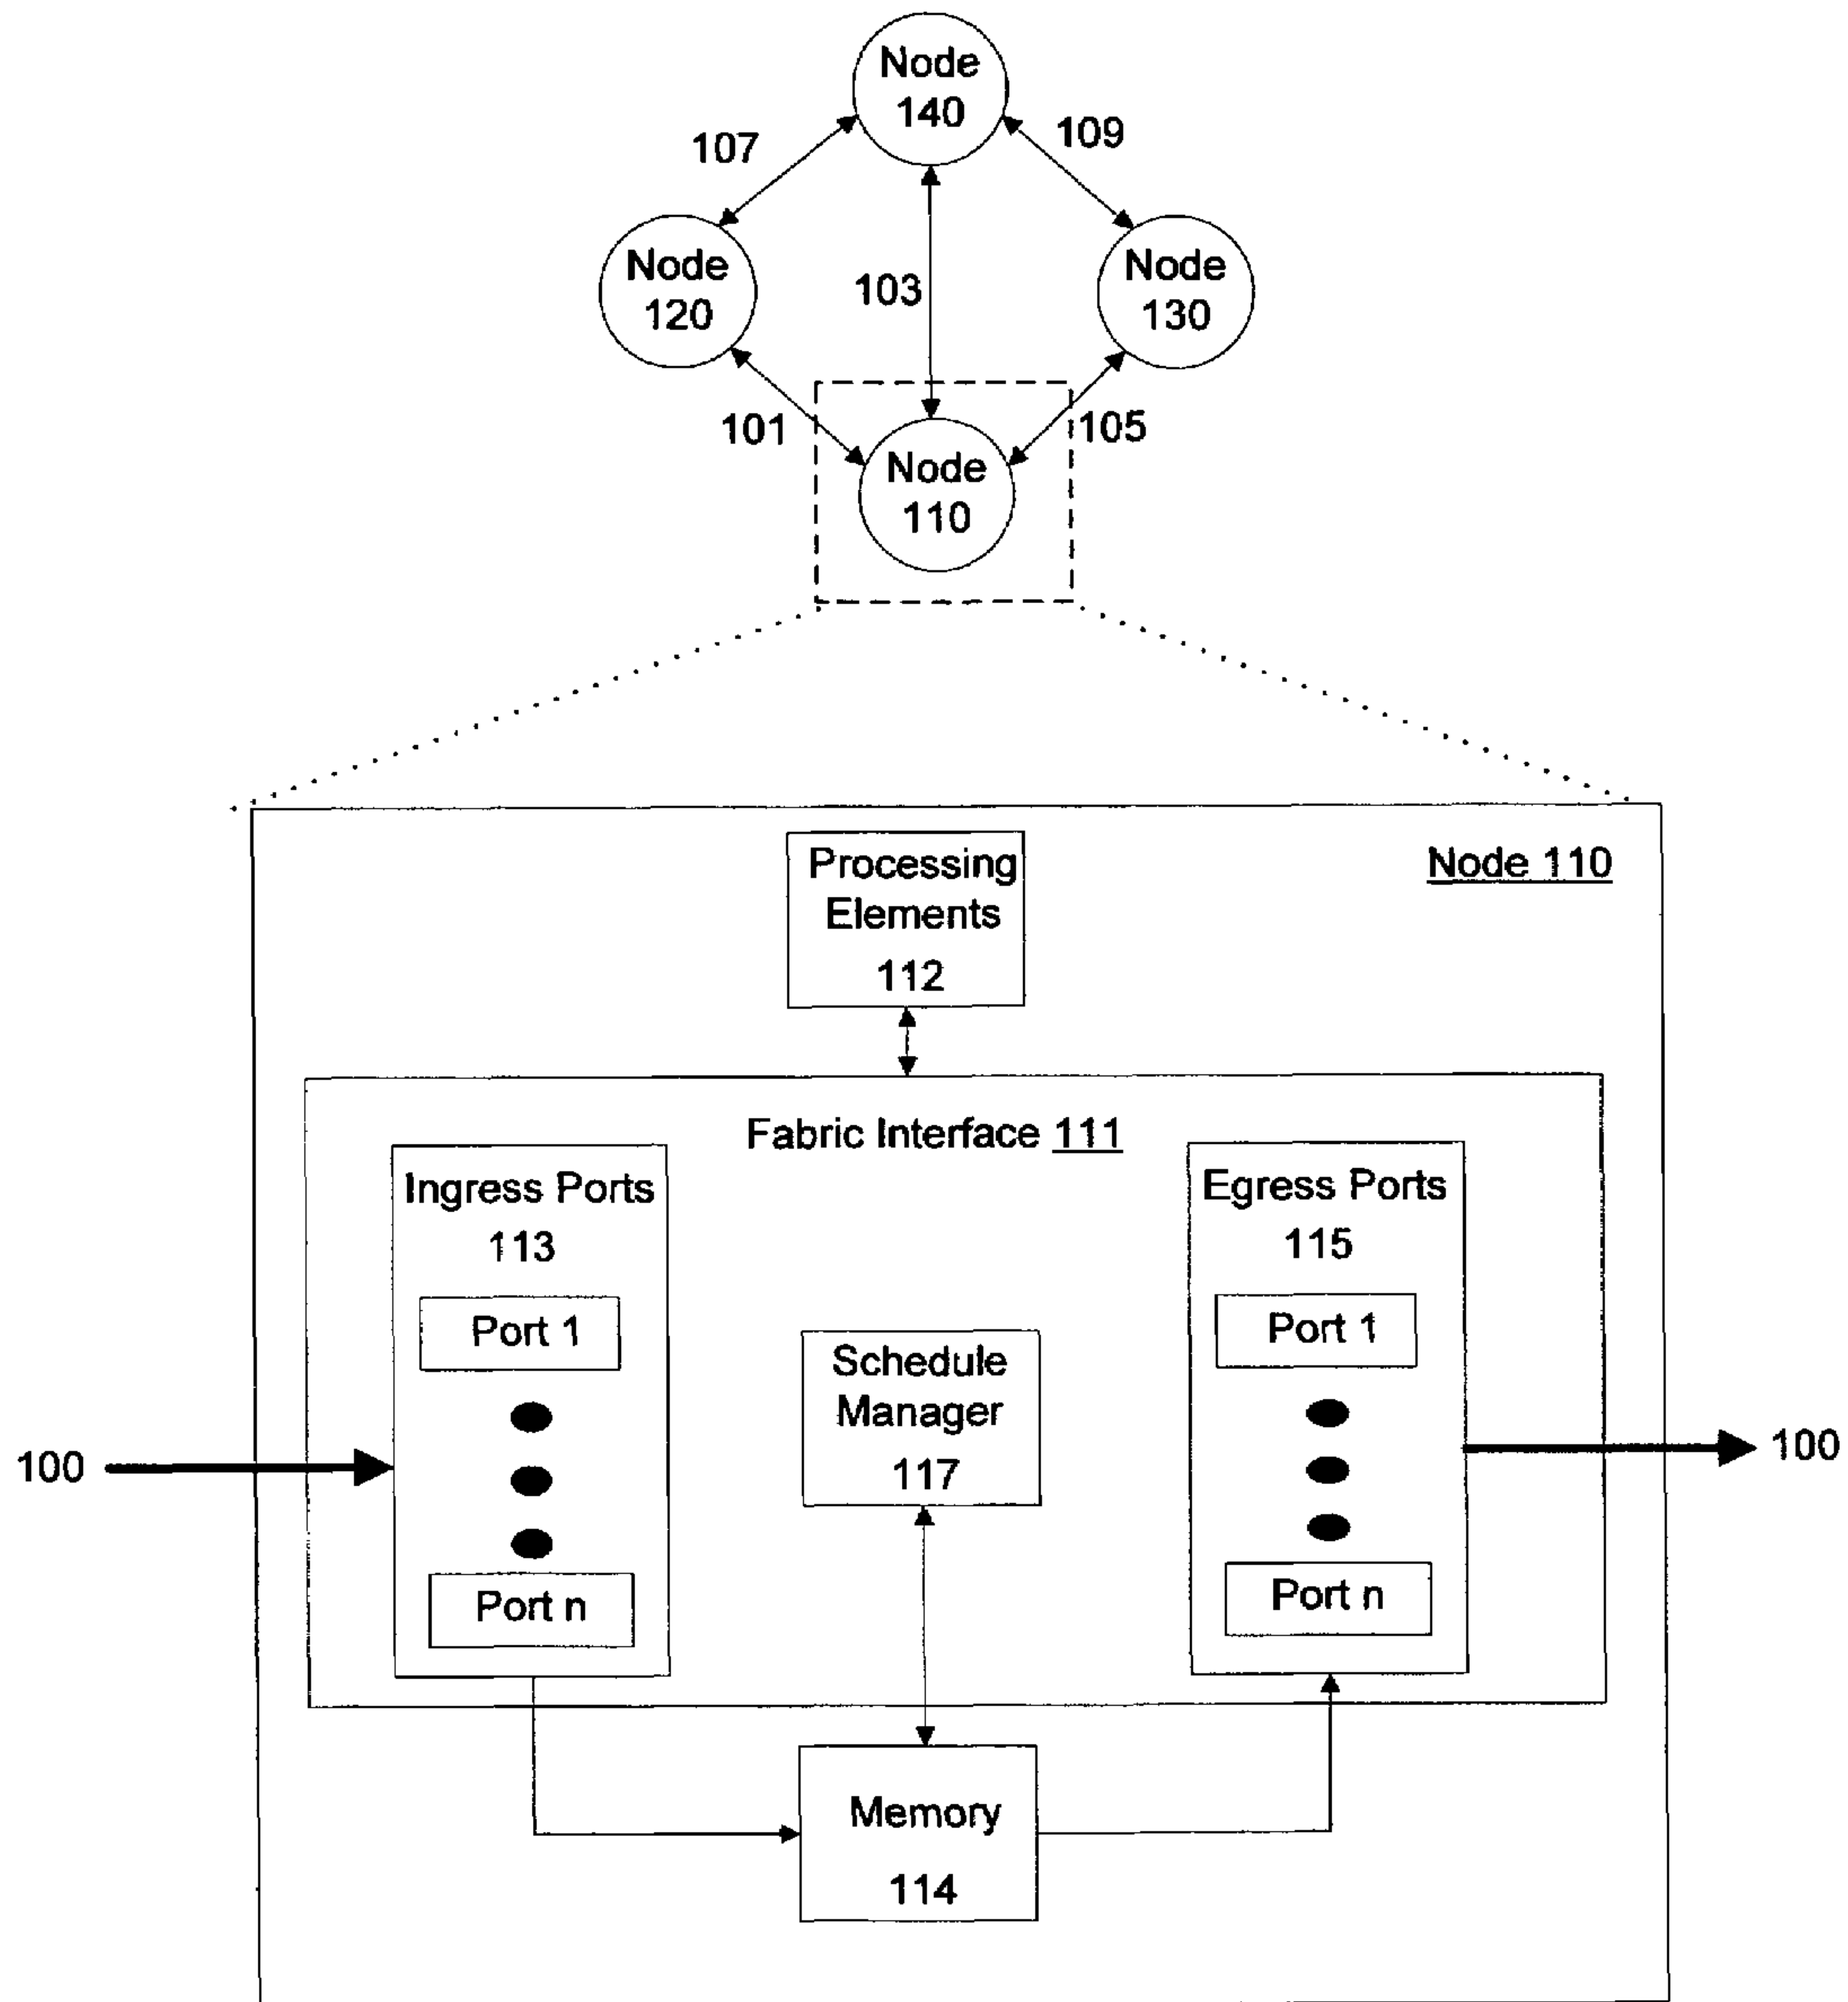 Node
140
107
109
Node
120
103
Node
130
101
105
Node
110
Node 110
Processing
Elements
112
Fabric Interface 111
Ingress Ports
113
Egress Ports
115
Port 1
Port 1
Schedule
Manager
117
100
100
Port n
Port n
Memory
114